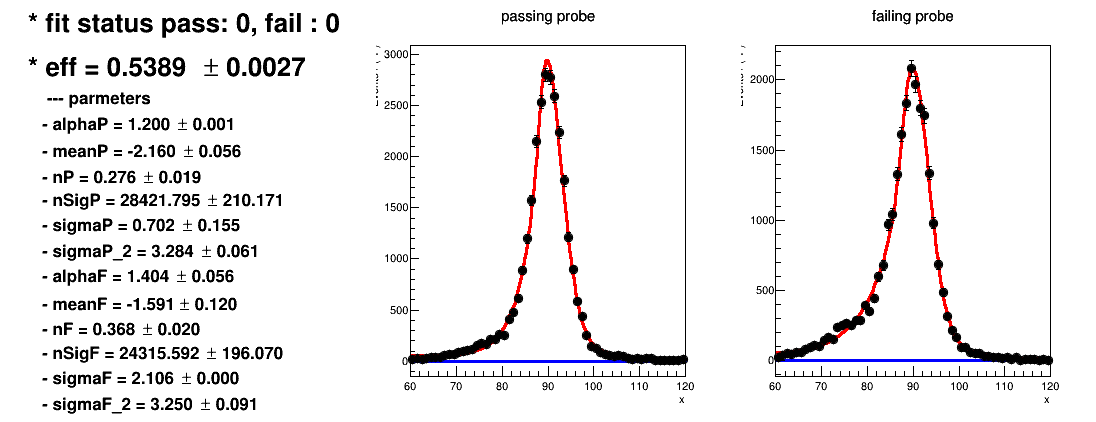 * fit status pass: 0, fail : 0
* eff = 0.5389 ± 0.0027
--- parmeters
- alphaP = 1.200 ± 0.001
- meanP = -2.160 ± 0.056
- nP = 0.276 ± 0.019
- nSigP = 28421.795 ± 210.171
- sigmaP = 0.702 ± 0.155
- sigmaP_2 = 3.284 ± 0.061
- alphaF = 1.404 ± 0.056
- meanF = -1.591 ± 0.120
- nF = 0.368 ± 0.020
- nSigF = 24315.592 ± 196.070
- sigmaF = 2.106 ± 0.000
- sigmaF_2 = 3.250 ± 0.091
passing probe
3000
2500
2000
1500
1000
500
0
60 70 80 90 100 110 120
x
failing probe
2000
1500
1000
500
0
60 70 80 90 100 110 120
x